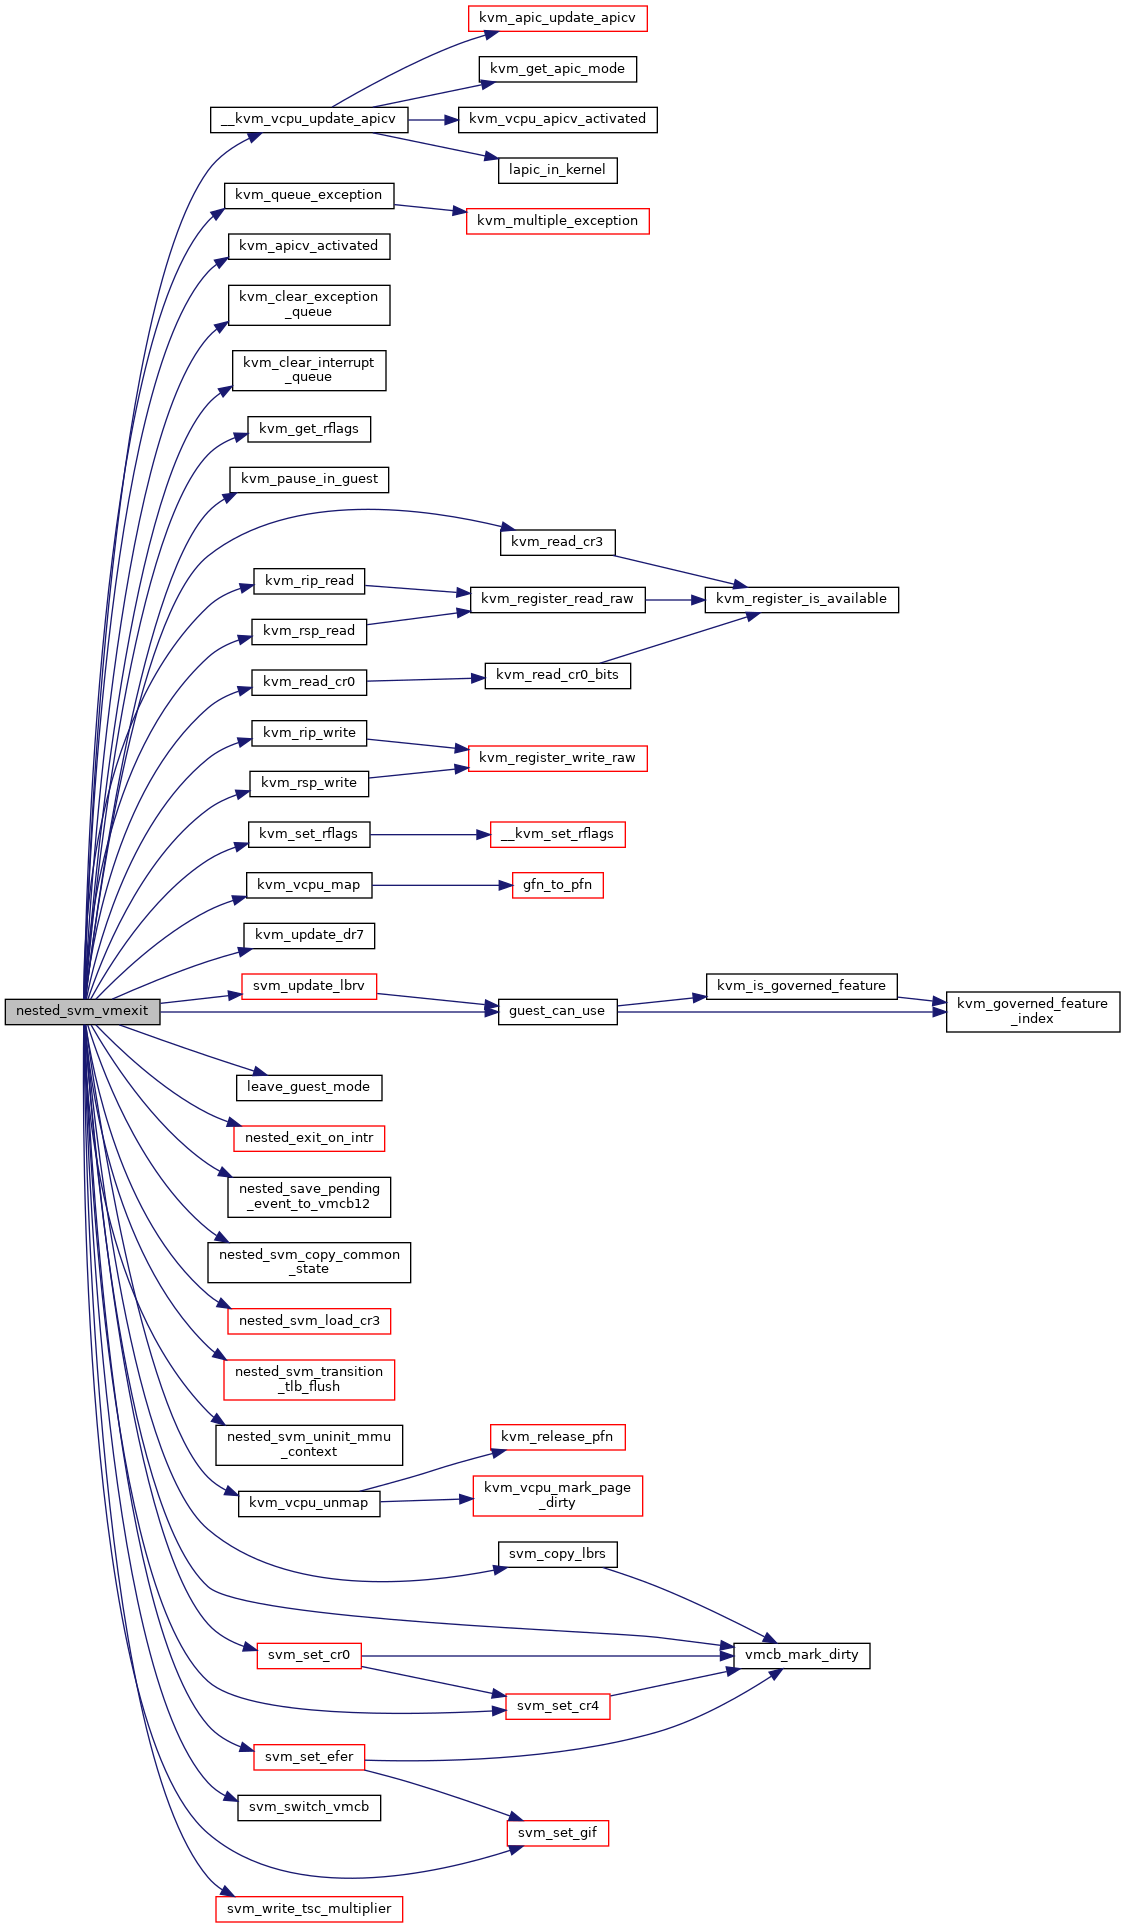 kvm_apic_update_apicv
kvm_get_apic_mode
__kvm_vcpu_update_apicv
kvm_vcpu_apicv_activated
lapic_in_kernel
kvm_queue_exception
kvm_multiple_exception
kvm_apicv_activated
kvm_clear_exception
_queue
kvm_clear_interrupt
_queue
kvm_get_rflags
kvm_pause_in_guest
kvm_read_cr3
kvm_rip_read
kvm_register_read_raw
kvm_register_is_available
kvm_rsp_read
kvm_read_cr0
kvm_read_cr0_bits
kvm_rip_write
kvm_register_write_raw
kvm_rsp_write
kvm_set_rflags
__kvm_set_rflags
kvm_vcpu_map
gfn_to_pfn
kvm_update_dr7
svm_update_lbrv
kvm_is_governed_feature
nested_svm_vmexit
guest_can_use
kvm_governed_feature
_index
leave_guest_mode
nested_exit_on_intr
nested_save_pending
_event_to_vmcb12
nested_svm_copy_common
_state
nested_svm_load_cr3
nested_svm_transition
_tlb_flush
nested_svm_uninit_mmu
_context
kvm_release_pfn
kvm_vcpu_unmap
kvm_vcpu_mark_page
_dirty
svm_copy_lbrs
svm_set_cr0
vmcb_mark_dirty
svm_set_cr4
svm_set_efer
svm_switch_vmcb
svm_set_gif
svm_write_tsc_multiplier